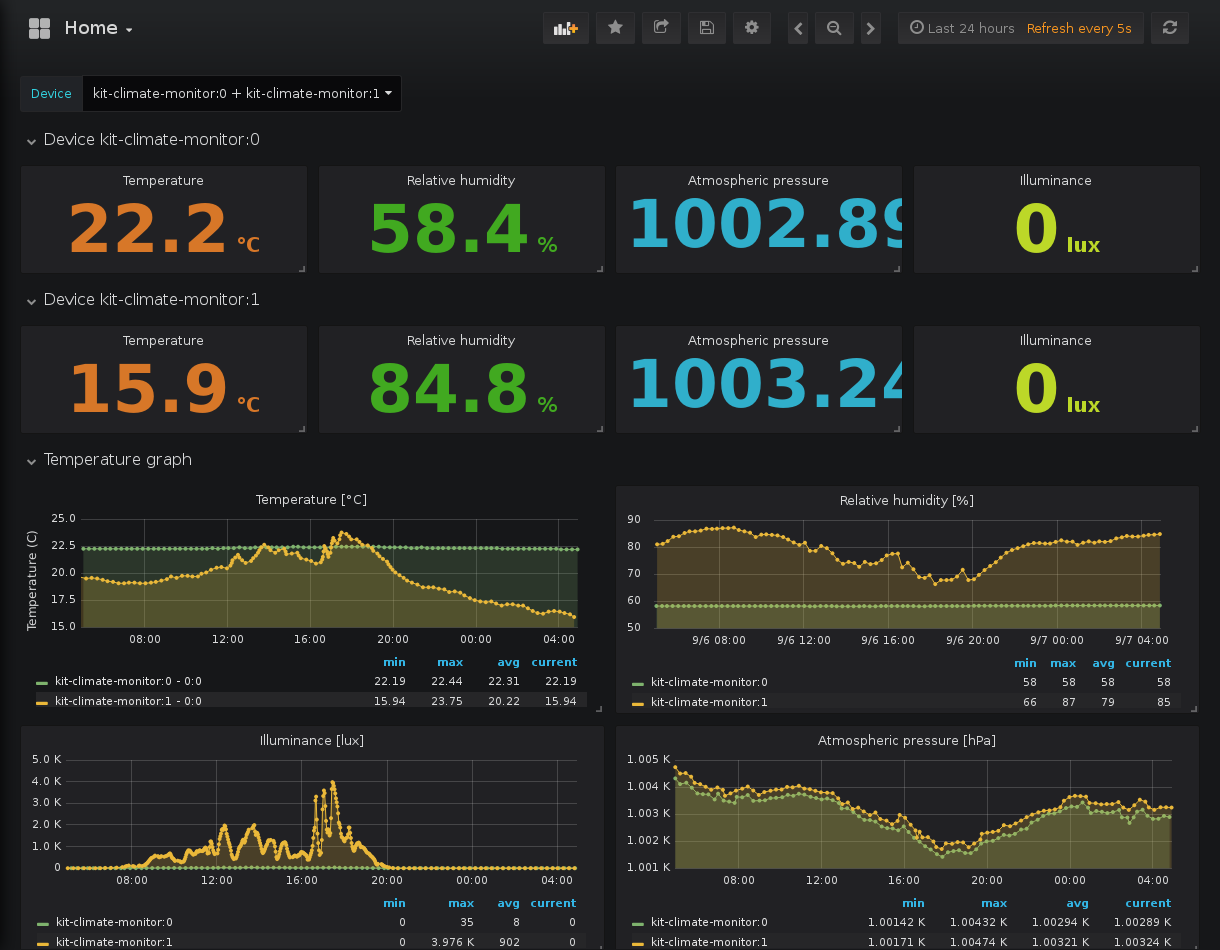 Home
Last 24 hours Refresh every 5s
Device kit-climate-monitor:0 + kit-climate-monitor:1
Device kit-climate-monitor:0
Temperature Relative humidity Atmospheric pressure Illuminance
22.2 °C 58.4 % 1002.89 0 lux
Device kit-climate-monitor:1
Temperature Relative humidity Atmospheric pressure Illuminance
15.9 °C 84.8 % 1003.24 0 lux
Temperature graph
Temperature [°C]
Temperature (C)
25.0
22.5
20.0
17.5
15.0
08:00 12:00 16:00 20:00 00:00 04:00
min max avg current
kit-climate-monitor:0 - 0:0 22.19 22.44 22.31 22.19
kit-climate-monitor:1 - 0:0 15.94 23.75 20.22 15.94
Relative humidity [%]
90
80
70
60
50
9/6 08:00 9/6 12:00 9/6 16:00 9/6 20:00 9/7 00:00 9/7 04:00
min max avg current
kit-climate-monitor:0 58 58 58 58
kit-climate-monitor:1 66 87 79 85
Illuminance [lux]
5.0 K
4.0 K
3.0 K
2.0 K
1.0 K
0
08:00 12:00 16:00 20:00 00:00 04:00
min max avg current
kit-climate-monitor:0 0 35 8 0
kit-climate-monitor:1 0 3.976 K 902 0
Atmospheric pressure [hPa]
1.005 K
1.004 K
1.003 K
1.002 K
1.001 K
08:00 12:00 16:00 20:00 00:00 04:00
min max avg current
kit-climate-monitor:0 1.00142 K 1.00432 K 1.00294 K 1.00289 K
kit-climate-monitor:1 1.00171 K 1.00474 K 1.00321 K 1.00324 K